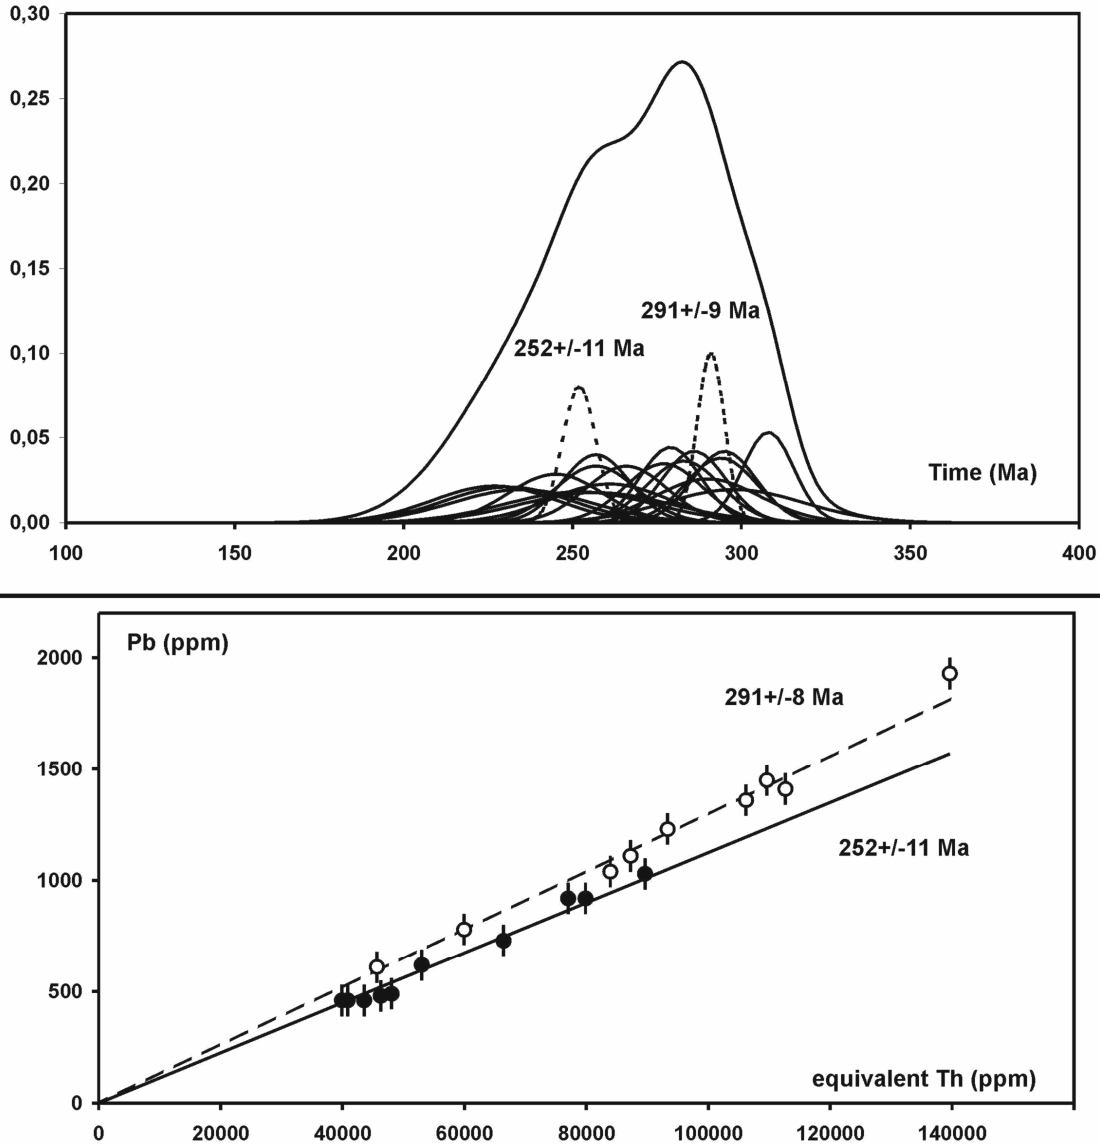 0,30
0,25
0,20
0,15
291+/-9 Ma
252+/-11 Ma
0,10
0,05
Time (Ma)
0,00
100 150 200 250 300 350 400
Pb (ppm)
2000
291+/-8 Ma
1500
252+/-11 Ma
1000
500
equivalent Th (ppm)
0
0 20000 40000 60000 80000 100000 120000 140000